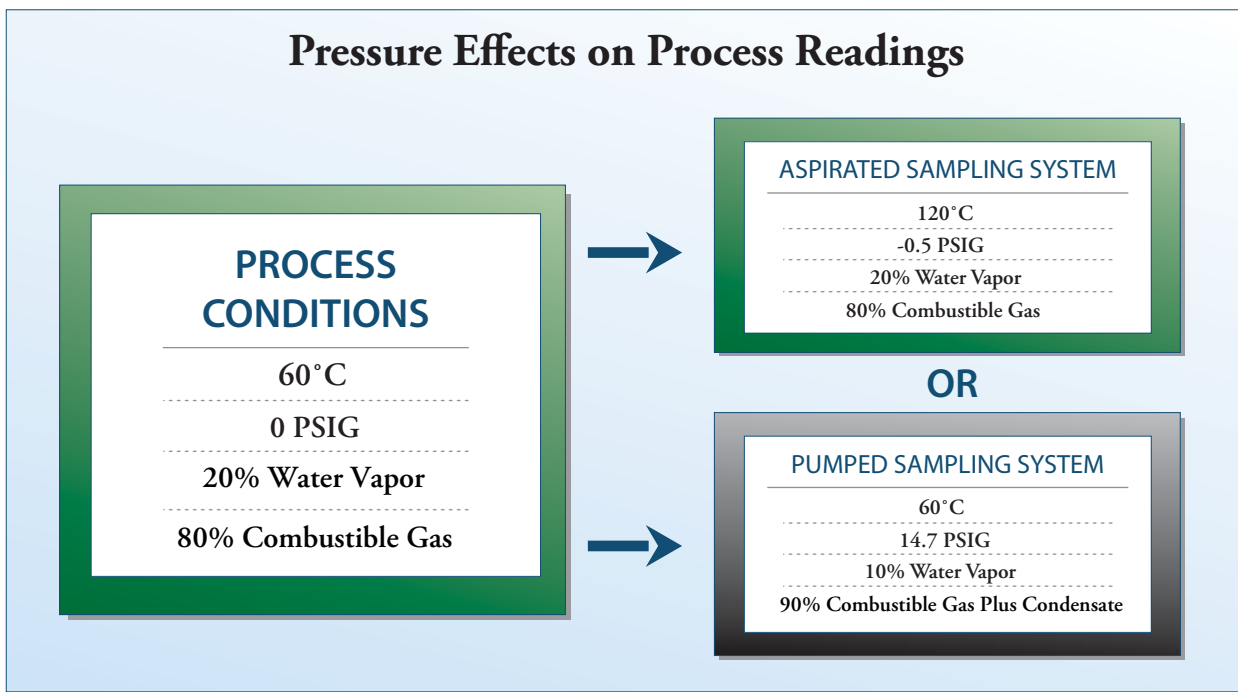 Pressure Effects on Process Readings
PROCESS
CONDITIONS
60˚C
0 PSIG
20% Water Vapor
80% Combustible Gas
ASPIRATED SAMPLING SYSTEM
120˚C
-0.5 PSIG
20% Water Vapor
80% Combustible Gas
OR
PUMPED SAMPLING SYSTEM
60˚C
14.7 PSIG
10% Water Vapor
90% Combustible Gas Plus Condensate